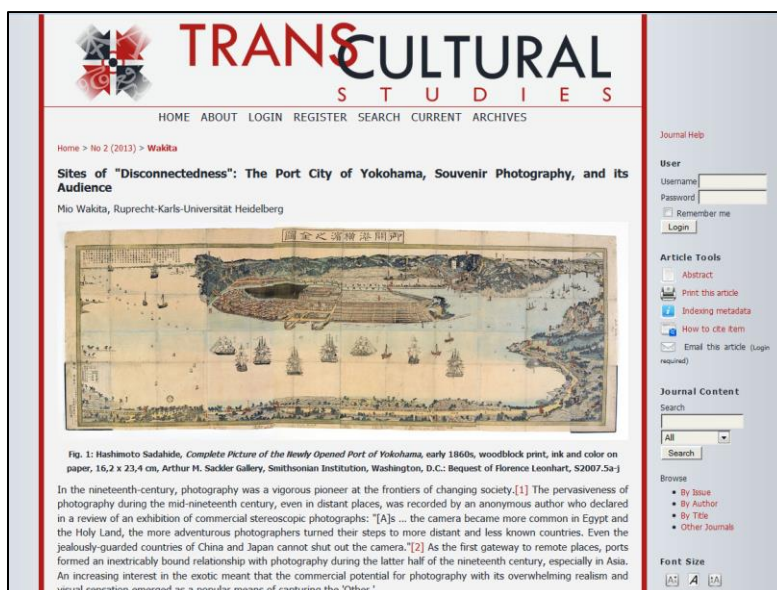 TRANSCULTURAL
STUDIES
HOME ABOUT LOGIN REGISTER SEARCH CURRENT ARCHIVES
Home > No 2 (2013) > Wakita
Sites of "Disconnectedness": The Port City of Yokohama, Souvenir Photography, and its
Audience
Mio Wakita, Ruprecht-Karls-Universität Heidelberg
Fig. 1: Hashimoto Sadahide, Complete Picture of the Newly Opened Port of Yokohama, early 1860s, woodblock print, ink and color on
paper, 16,2 x 23,4 cm, Arthur M. Sackler Gallery, Smithsonian Institution, Washington, D.C.: Bequest of Florence Leonhart, S2007.5a-j
In the nineteenth-century, photography was a vigorous pioneer at the frontiers of changing society.[1] The pervasiveness of
photography during the mid-nineteenth century, even in distant places, was recorded by an anonymous author who declared
in a review of an exhibition of commercial stereoscopic photographs: "[A]s ... the camera became more common in Egypt and
the Holy Land, the more adventurous photographers turned their steps to more distant and less known countries. Even the
jealously-guarded countries of China and Japan cannot shut out the camera."[2] As the first gateway to remote places, ports
formed an inextricably bound relationship with photography during the latter half of the nineteenth century, especially in Asia.
An increasing interest in the exotic meant that the commercial potential for photography with its overwhelming realism and
visual sensation emerged as a popular means of capturing the 'Other.'
Journal Help
User
Username
Password
Remember me
Login
Article Tools
Abstract
Print this article
Indexing metadata
How to cite item
Email this article (Login
required)
Journal Content
Search
All
Search
Browse
By Issue
By Author
By Title
Other Journals
Font Size